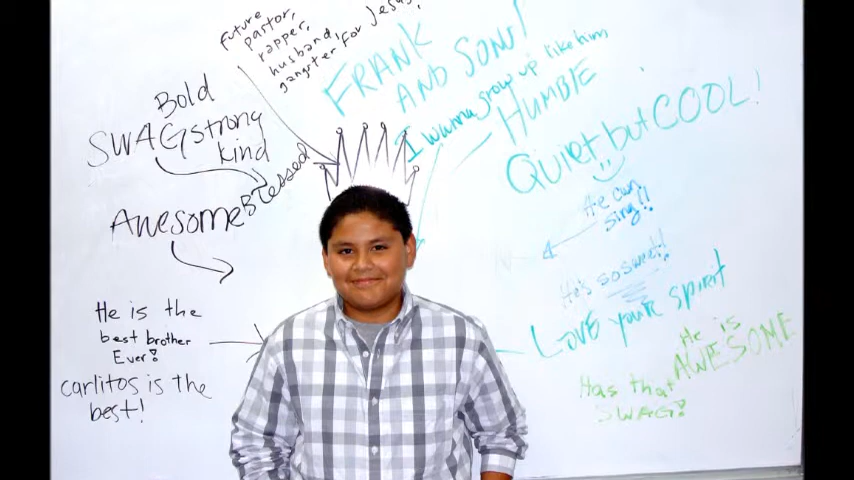 future
pastor,
rapper,
husband,
gangster for Jesus!
Bold
SWAG strong
kind
Blessed
Awesome
He is the
best brother
Ever!
carlitos is the
best!
FRANK
AND SONS!
I wanna grow up like him
HUMBLE
QUIET but COOL!
He can
sing!!
He's so sweet!
LOVE your spirit
He is
AWESOME
Has that
SWAG!